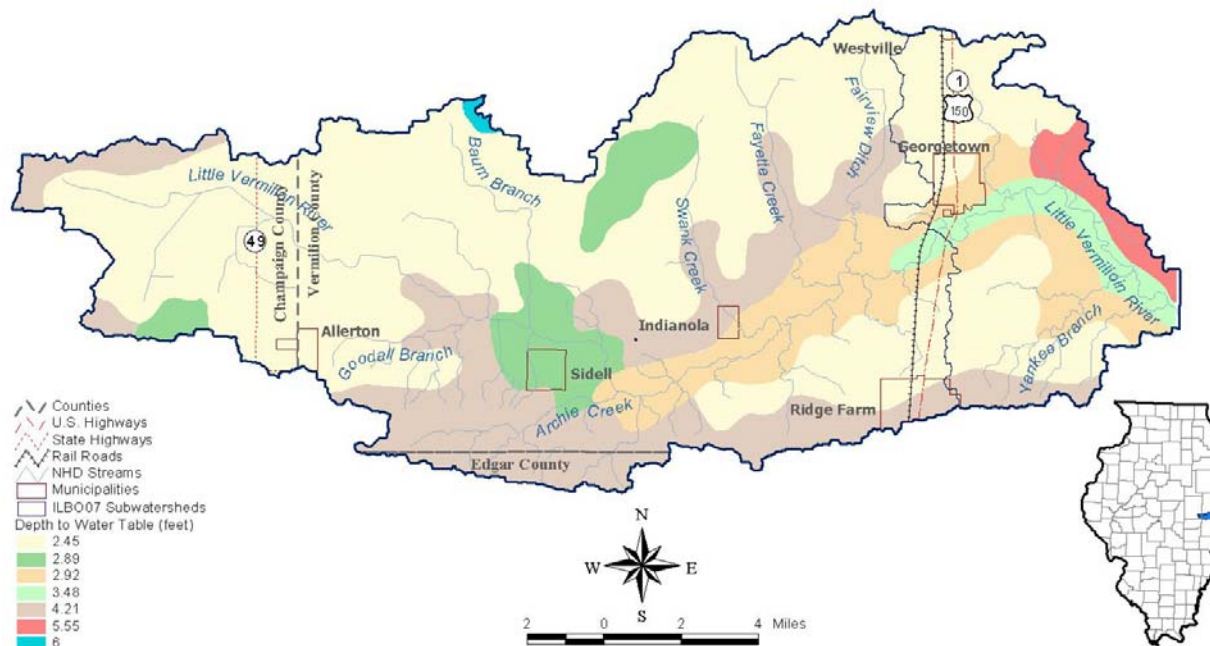 Westville
1
150
Fairview Ditch
Fayette Creek
Georgetown
Baum Branch
Little Vermilion River
Champaign County
Vermilion County
49
Swank Creek
Little Vermilioln River
Indianola
Allerton
Goodall Branch
Sidell
Yankee Branch
Archie Creek
Ridge Farm
Edgar County
Counties
U.S. Highways
State Highways
Rail Roads
NHD Streams
Municipalities
ILBO07 Subwatersheds
Depth to Water Table (feet)
2.45
2.89
2.92
3.48
4.21
5.55
6
N
W E
S
2 0 2 4 Miles